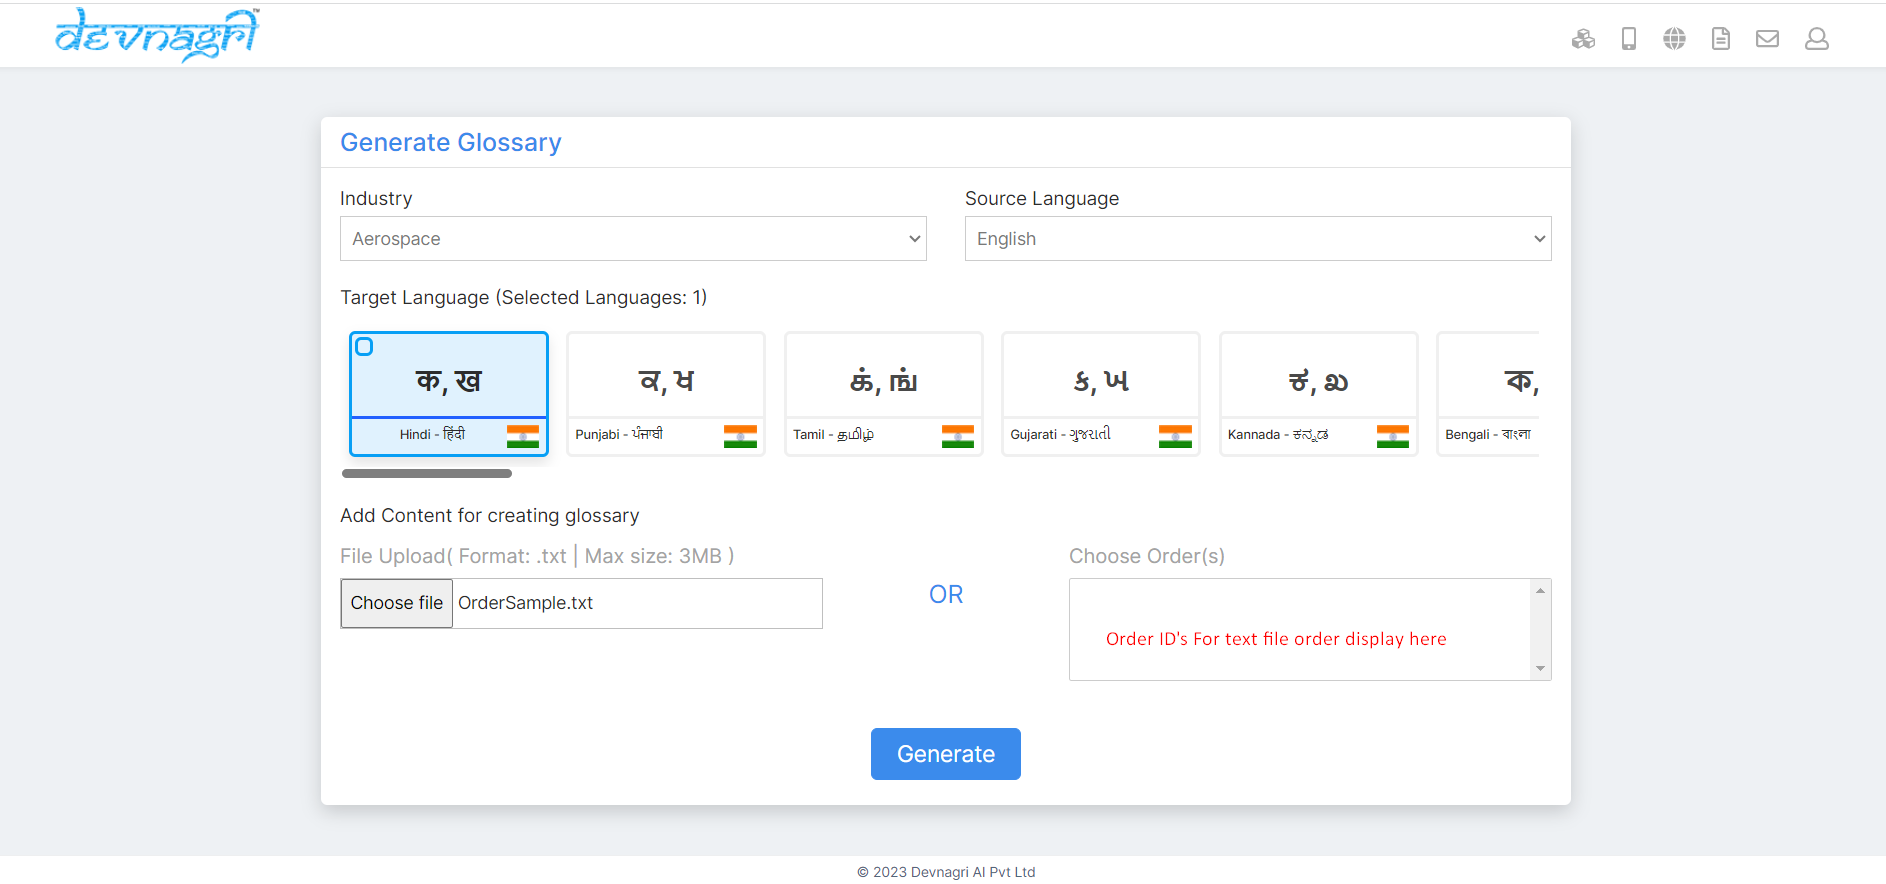 devnagri™
Generate Glossary
Industry
Source Language
Aerospace
English
Target Language (Selected Languages: 1)
क, ख
ਕ, ਖ
க், ங்
ક, ખ
ಕ, ಖ
ক,
Hindi - हिंदी
Punjabi - ਪੰਜਾਬੀ
Tamil - தமிழ்
Gujarati - ગુજરાતી
Kannada - ಕನ್ನಡ
Bengali - বাংলা
Add Content for creating glossary
File Upload( Format: .txt | Max size: 3MB )
Choose Order(s)
Choose file OrderSample.txt
OR
Order ID's For text file order display here
Generate
© 2023 Devnagri AI Pvt Ltd